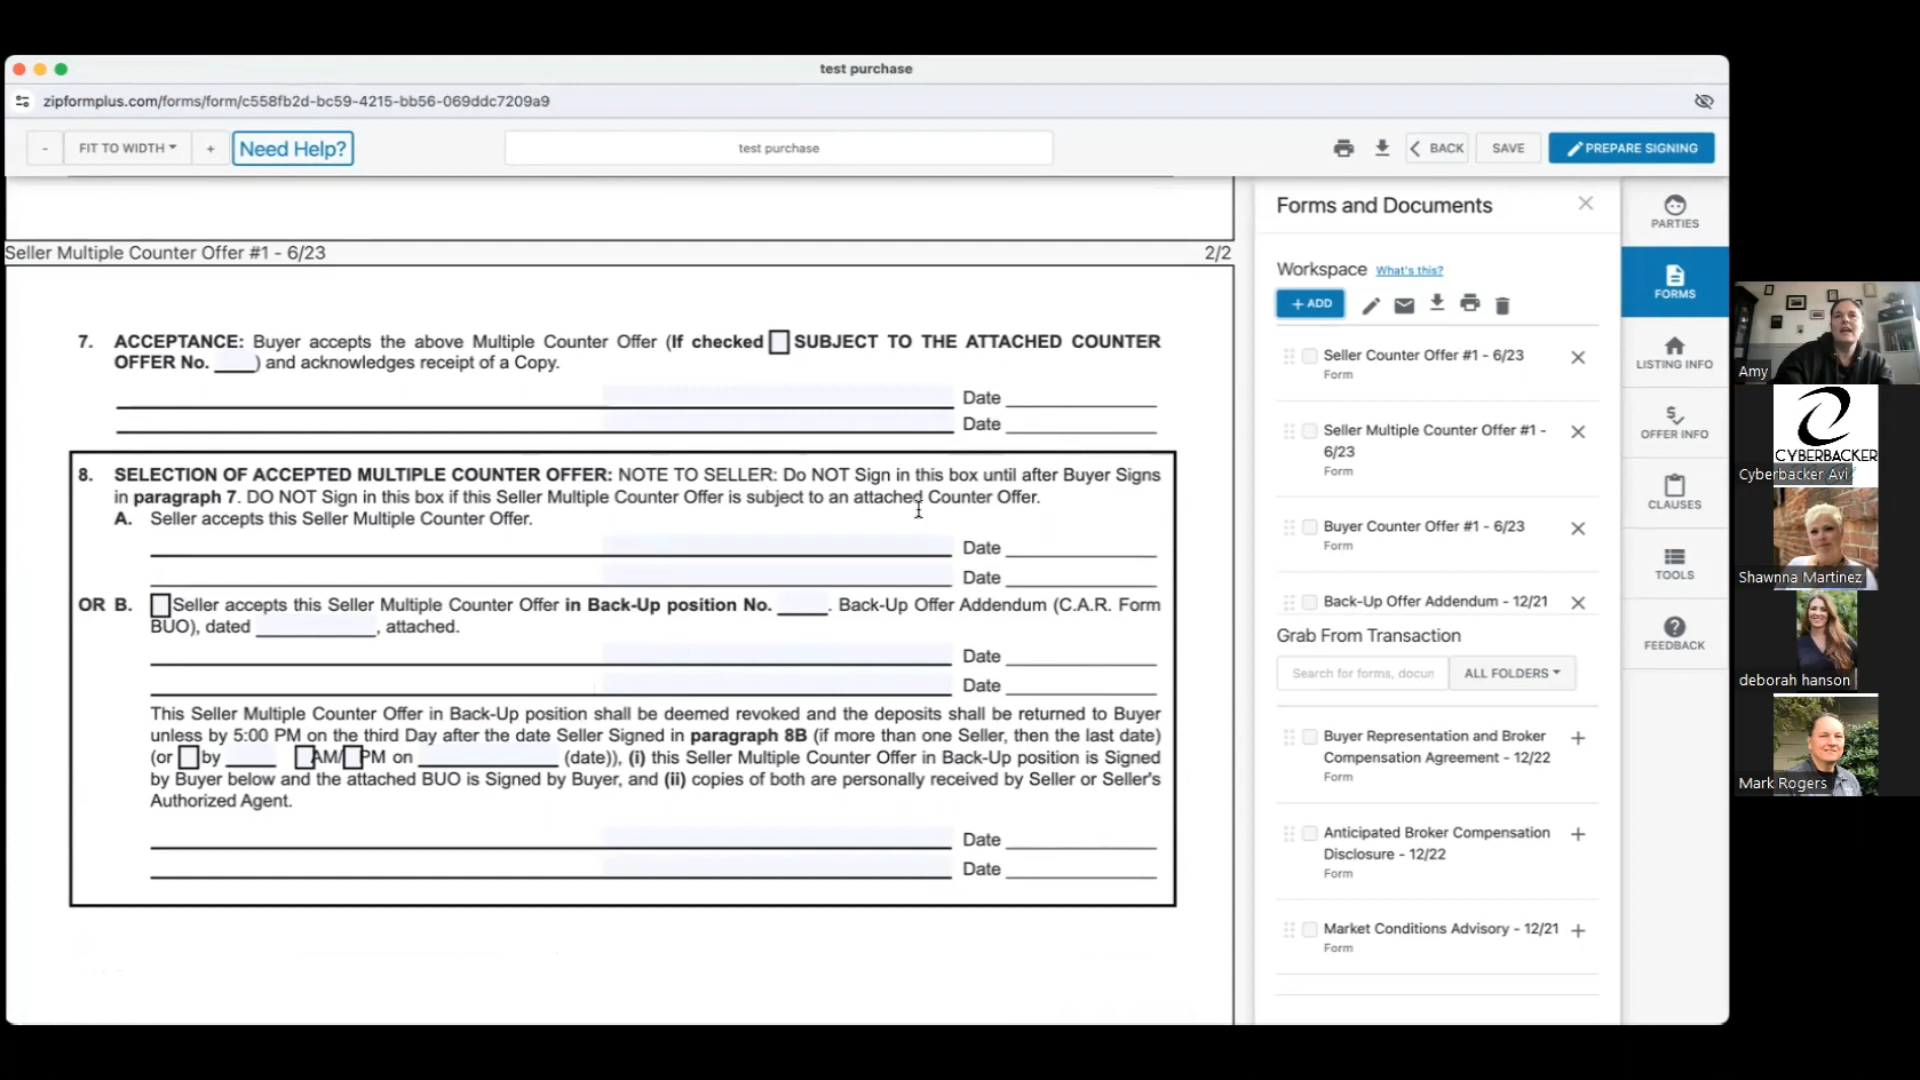 test purchase
zipformplus.com/forms/form/c558fb2d-bc59-4215-bb56-069ddc7209a9
- FIT TO WIDTH + Need Help?
test purchase
BACK SAVE PREPARE SIGNING
Seller Multiple Counter Offer #1 - 6/23 2/2
7. ACCEPTANCE: Buyer accepts the above Multiple Counter Offer (If checked SUBJECT TO THE ATTACHED COUNTER
OFFER No. ____) and acknowledges receipt of a Copy.
Date
Date
8. SELECTION OF ACCEPTED MULTIPLE COUNTER OFFER: NOTE TO SELLER: Do NOT Sign in this box until after Buyer Signs
in paragraph 7. DO NOT Sign in this box if this Seller Multiple Counter Offer is subject to an attached Counter Offer.
A. Seller accepts this Seller Multiple Counter Offer.
Date
Date
OR B. Seller accepts this Seller Multiple Counter Offer in Back-Up position No. ____. Back-Up Offer Addendum (C.A.R. Form
BUO), dated ____, attached.
Date
Date
This Seller Multiple Counter Offer in Back-Up position shall be deemed revoked and the deposits shall be returned to Buyer
unless by 5:00 PM on the third Day after the date Seller Signed in paragraph 8B (if more than one Seller, then the last date)
(or by ____ AM/ PM on ____ (date)), (i) this Seller Multiple Counter Offer in Back-Up position is Signed
by Buyer below and the attached BUO is Signed by Buyer, and (ii) copies of both are personally received by Seller or Seller's
Authorized Agent.
Date
Date
Forms and Documents
Workspace What's this?
+ ADD
Seller Counter Offer #1 - 6/23
Form
Seller Multiple Counter Offer #1 -
6/23
Form
Buyer Counter Offer #1 - 6/23
Form
Back-Up Offer Addendum - 12/21
Grab From Transaction
Search for forms, docun
ALL FOLDERS
Buyer Representation and Broker
Compensation Agreement - 12/22
Form
Anticipated Broker Compensation
Disclosure - 12/22
Form
Market Conditions Advisory - 12/21
Form
PARTIES
FORMS
LISTING INFO
OFFER INFO
CLAUSES
TOOLS
FEEDBACK
Amy
CYBERBACKER
Cyberbacker Avi
Shawnna Martinez
deborah hanson
Mark Rogers